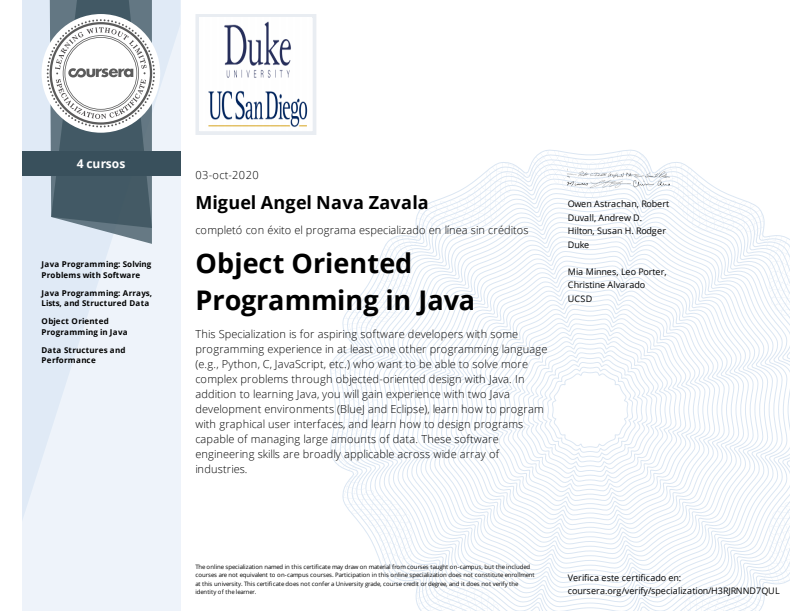 LEARNING WITHOUT LIMITS
coursera
SPECIALIZATION CERTIFICATE
4 cursos
Java Programming: Solving
Problems with Software
Java Programming: Arrays,
Lists, and Structured Data
Object Oriented
Programming in Java
Data Structures and
Performance
Duke
UNIVERSITY
UC San Diego
03-oct-2020
Miguel Angel Nava Zavala
completó con éxito el programa especializado en línea sin créditos
Object Oriented
Programming in Java
This Specialization is for aspiring software developers with some
programming experience in at least one other programming language
(e.g., Python, C, JavaScript, etc.) who want to be able to solve more
complex problems through objected-oriented design with Java. In
addition to learning Java, you will gain experience with two Java
development environments (BlueJ and Eclipse), learn how to program
with graphical user interfaces, and learn how to design programs
capable of managing large amounts of data. These software
engineering skills are broadly applicable across wide array of
industries.
Owen Astrachan, Robert
Duvall, Andrew D.
Hilton, Susan H. Rodger
Duke
Mia Minnes, Leo Porter,
Christine Alvarado
UCSD
The online specialization named in this certificate may draw on material from courses taught on-campus, but the included
courses are not equivalent to on-campus courses. Participation in this online specialization does not constitute enrollment
at this university. This certificate does not confer a University grade, course credit or degree, and it does not verify the
identity of the learner.
Verifica este certificado en:
coursera.org/verify/specialization/H3RJRNND7QUL